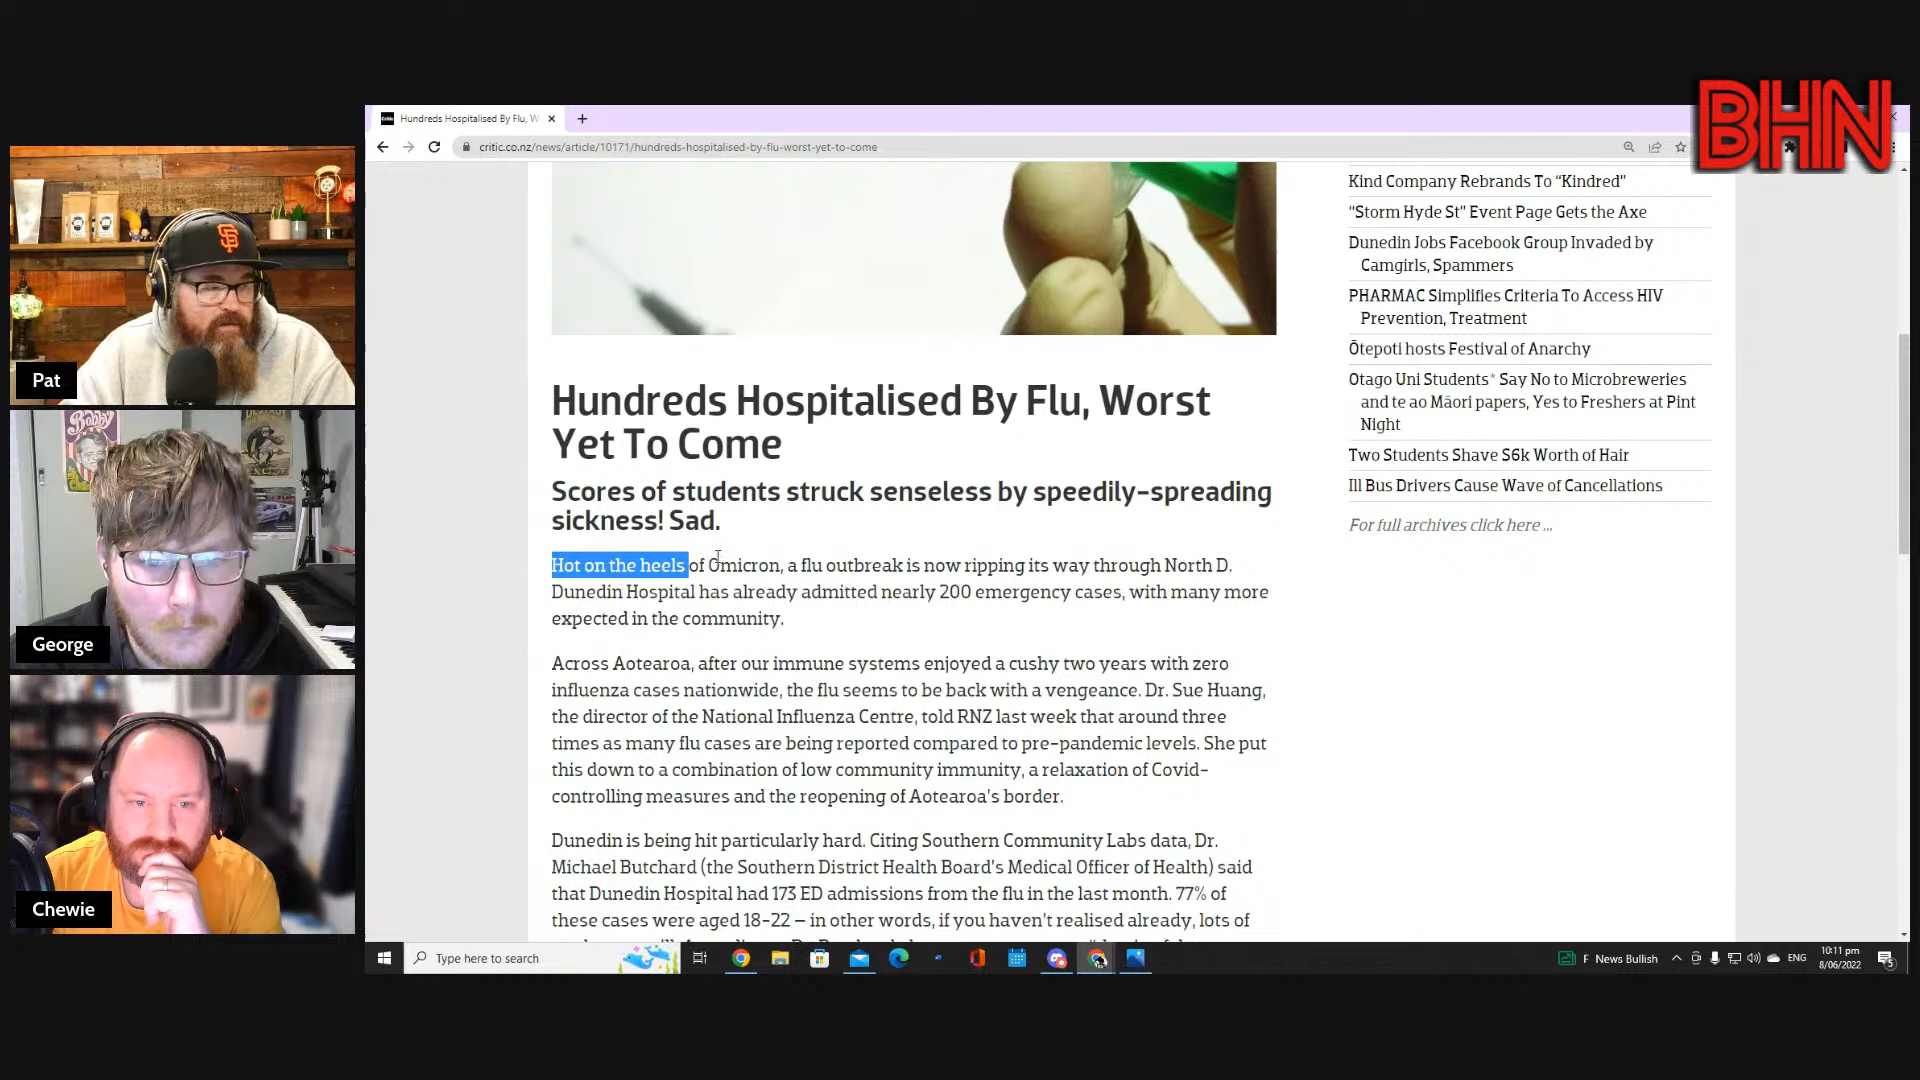 BHN
Hundreds Hospitalised By Flu, W
critic.co.nz/news/article/10171/hundreds-hospitalised-by-flu-worst-yet-to-come
Pat
George
Chewie
Bobby
Hundreds Hospitalised By Flu, Worst
Yet To Come
Scores of students struck senseless by speedily-spreading
sickness! Sad.
Hot on the heels of Omicron, a flu outbreak is now ripping its way through North D.
Dunedin Hospital has already admitted nearly 200 emergency cases, with many more
expected in the community.
Across Aotearoa, after our immune systems enjoyed a cushy two years with zero
influenza cases nationwide, the flu seems to be back with a vengeance. Dr. Sue Huang,
the director of the National Influenza Centre, told RNZ last week that around three
times as many flu cases are being reported compared to pre-pandemic levels. She put
this down to a combination of low community immunity, a relaxation of Covid-
controlling measures and the reopening of Aotearoa's border.
Dunedin is being hit particularly hard. Citing Southern Community Labs data, Dr.
Michael Butchard (the Southern District Health Board's Medical Officer of Health) said
that Dunedin Hospital had 173 ED admissions from the flu in the last month. 77% of
these cases were aged 18-22 – in other words, if you haven't realised already, lots of
Kind Company Rebrands To “Kindred”
“Storm Hyde St” Event Page Gets the Axe
Dunedin Jobs Facebook Group Invaded by
Camgirls, Spammers
PHARMAC Simplifies Criteria To Access HIV
Prevention, Treatment
Ōtepoti hosts Festival of Anarchy
Otago Uni Students* Say No to Microbreweries
and te ao Māori papers, Yes to Freshers at Pint
Night
Two Students Shave $6k Worth of Hair
Ill Bus Drivers Cause Wave of Cancellations
For full archives click here ...
Type here to search
F News Bullish
ENG
10:11 pm
8/06/2022
5